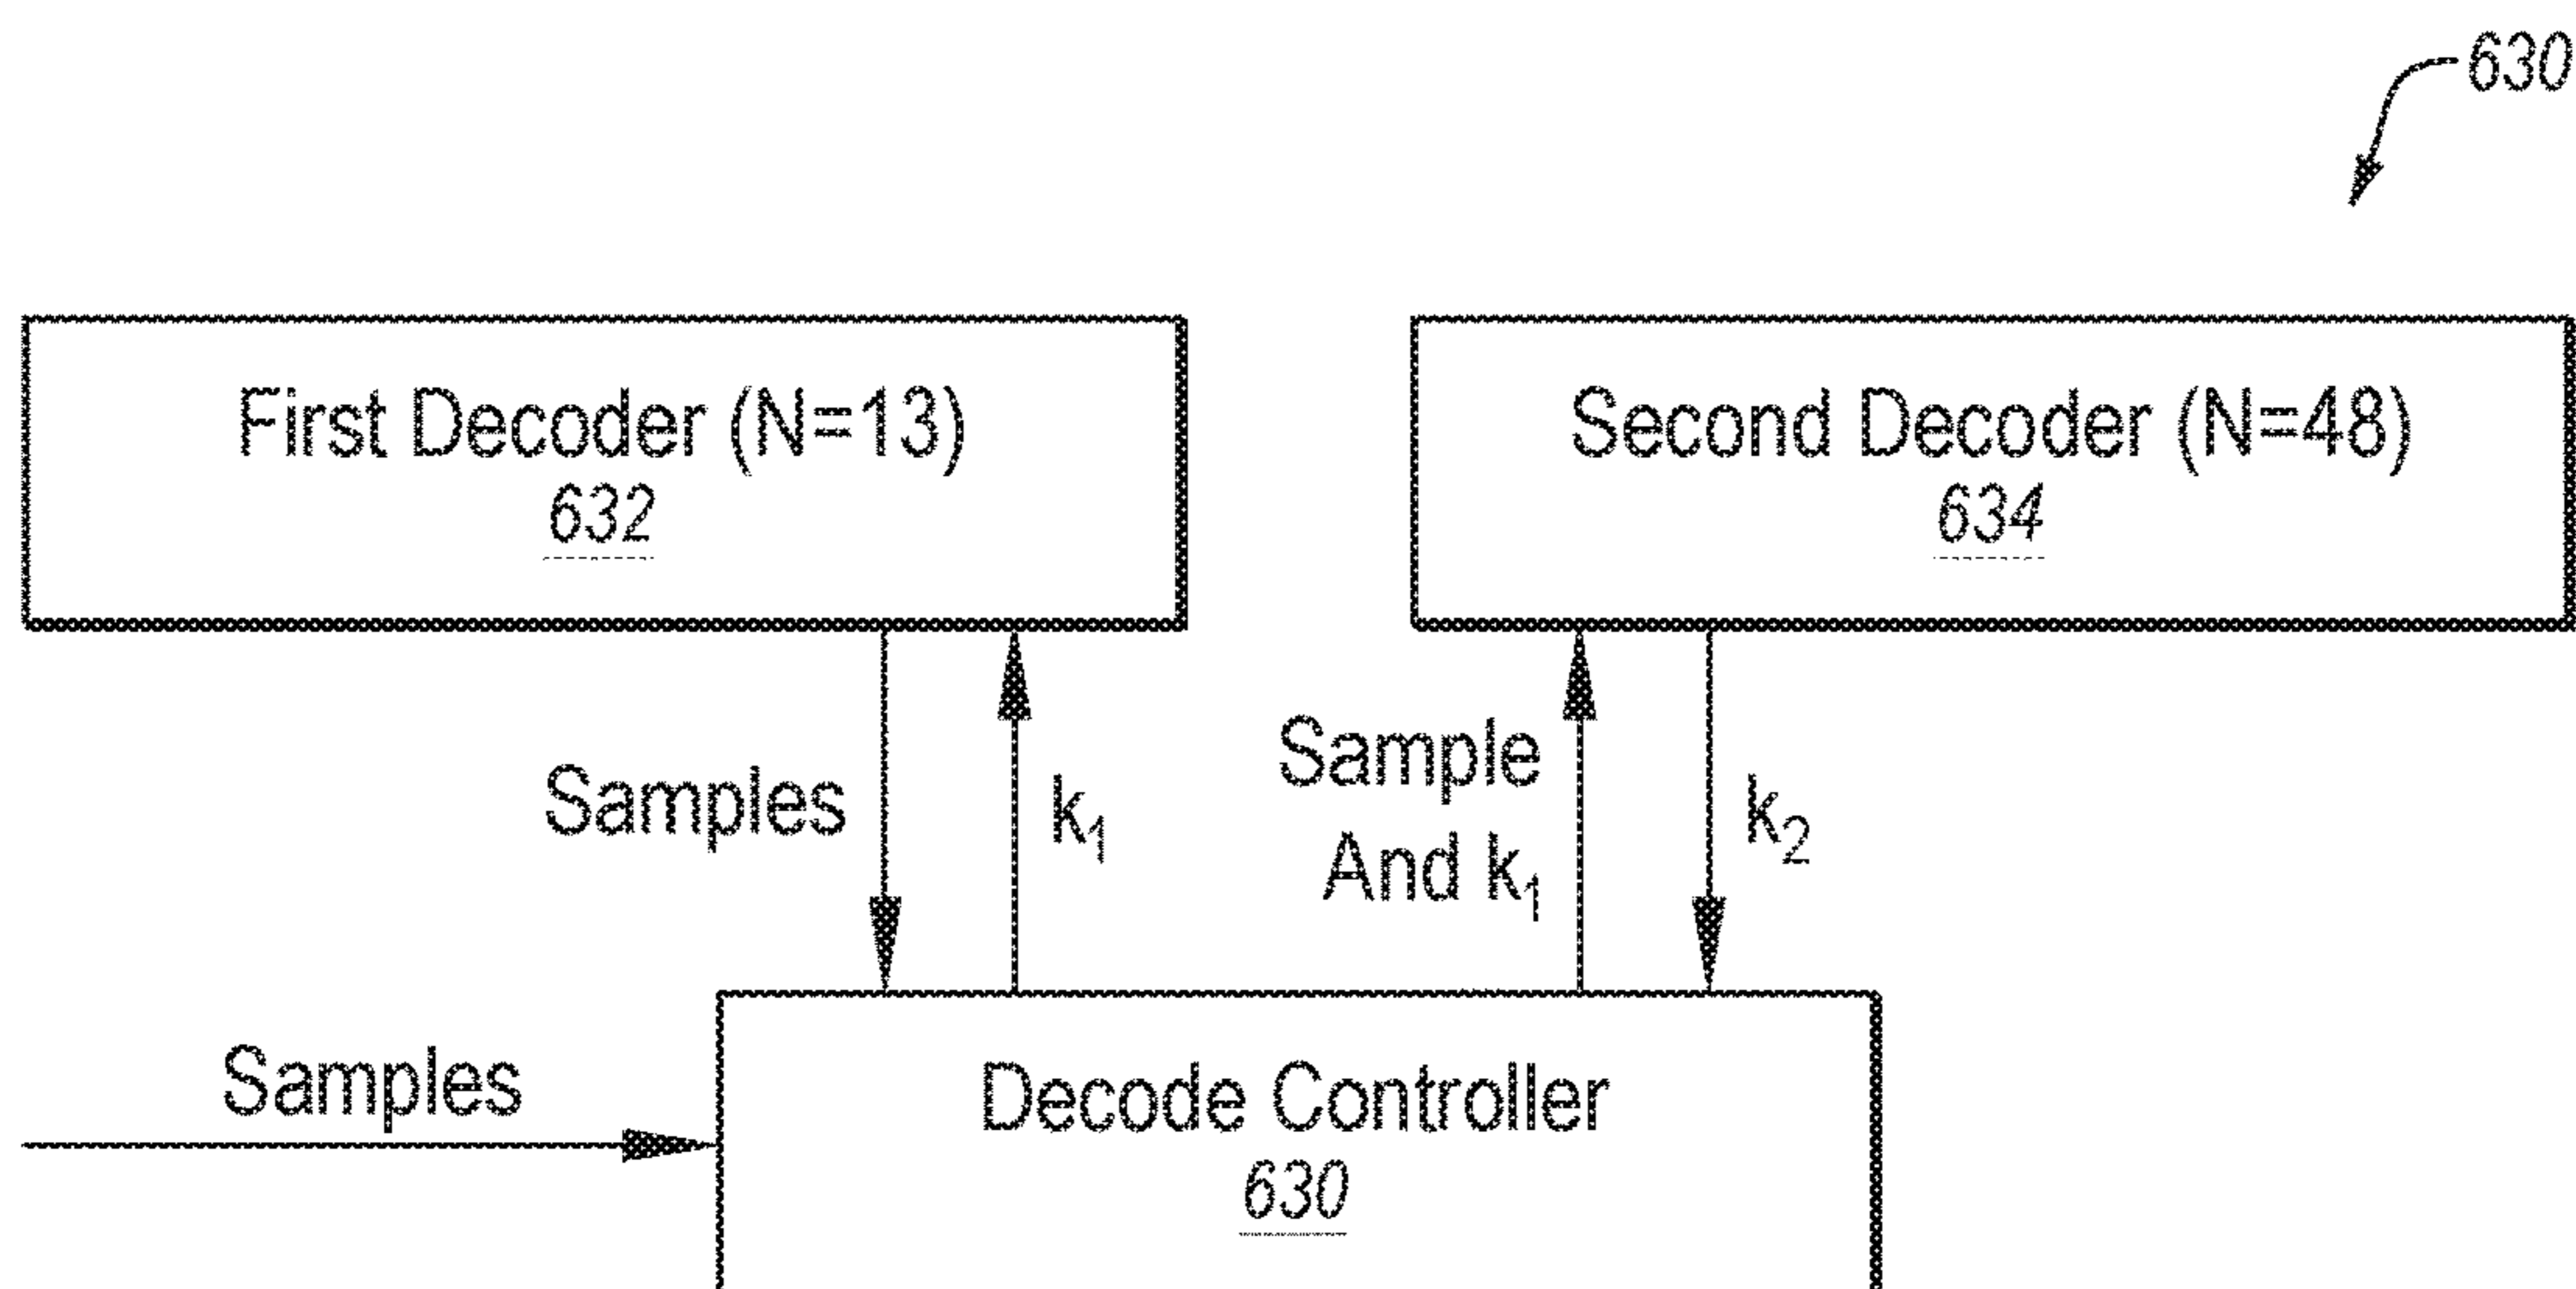 630
First Decoder (N=13)
632
Second Decoder (N=48)
634
Samples
k₁
Sample
And k₁
k₂
Samples
Decode Controller
630